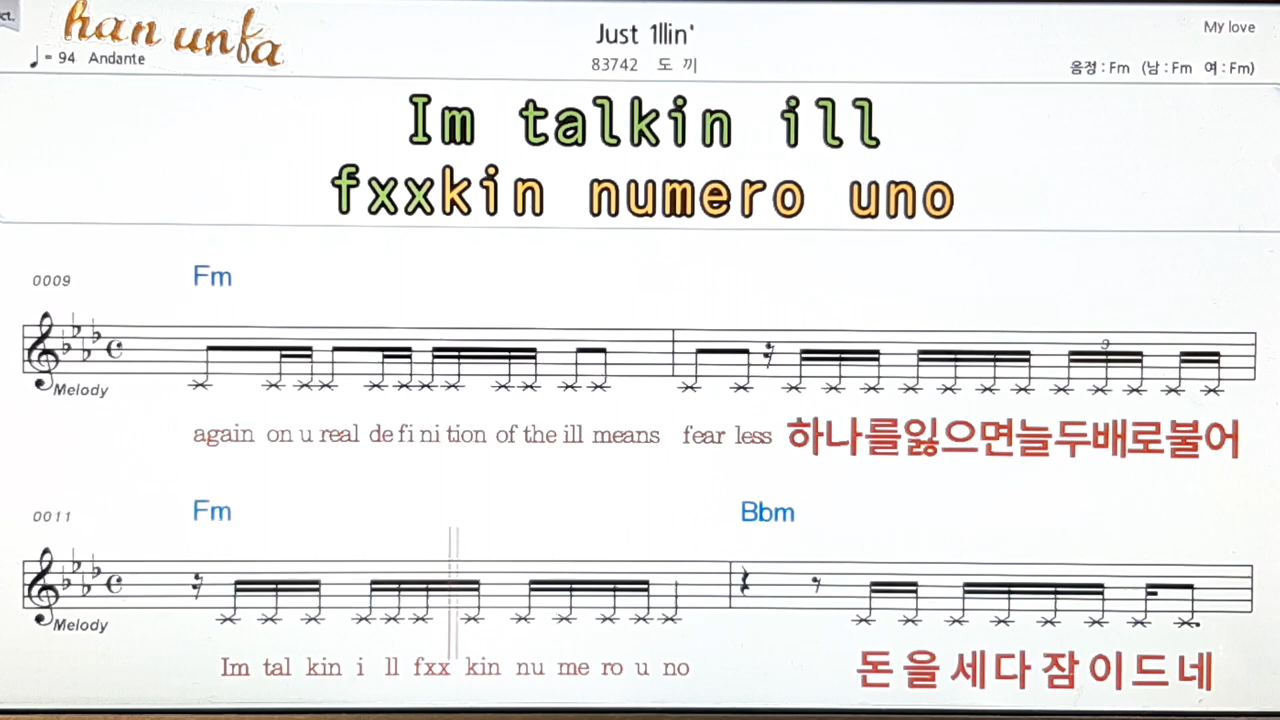 ct.
han unfa
Just 1llin'
My love
♩ = 94 Andante
83742 도 끼
음정 : Fm (남 : Fm 여 : Fm)
Im talkin ill
fxxkin numero uno
0009
Fm
9
Melody
again on u real de fi ni tion of the ill means fear less 하나를잃으면늘두배로불어
0011
Fm
Bbm
Melody
Im tal kin i ll fxx kin nu me ro u no 돈을세다잠이드네